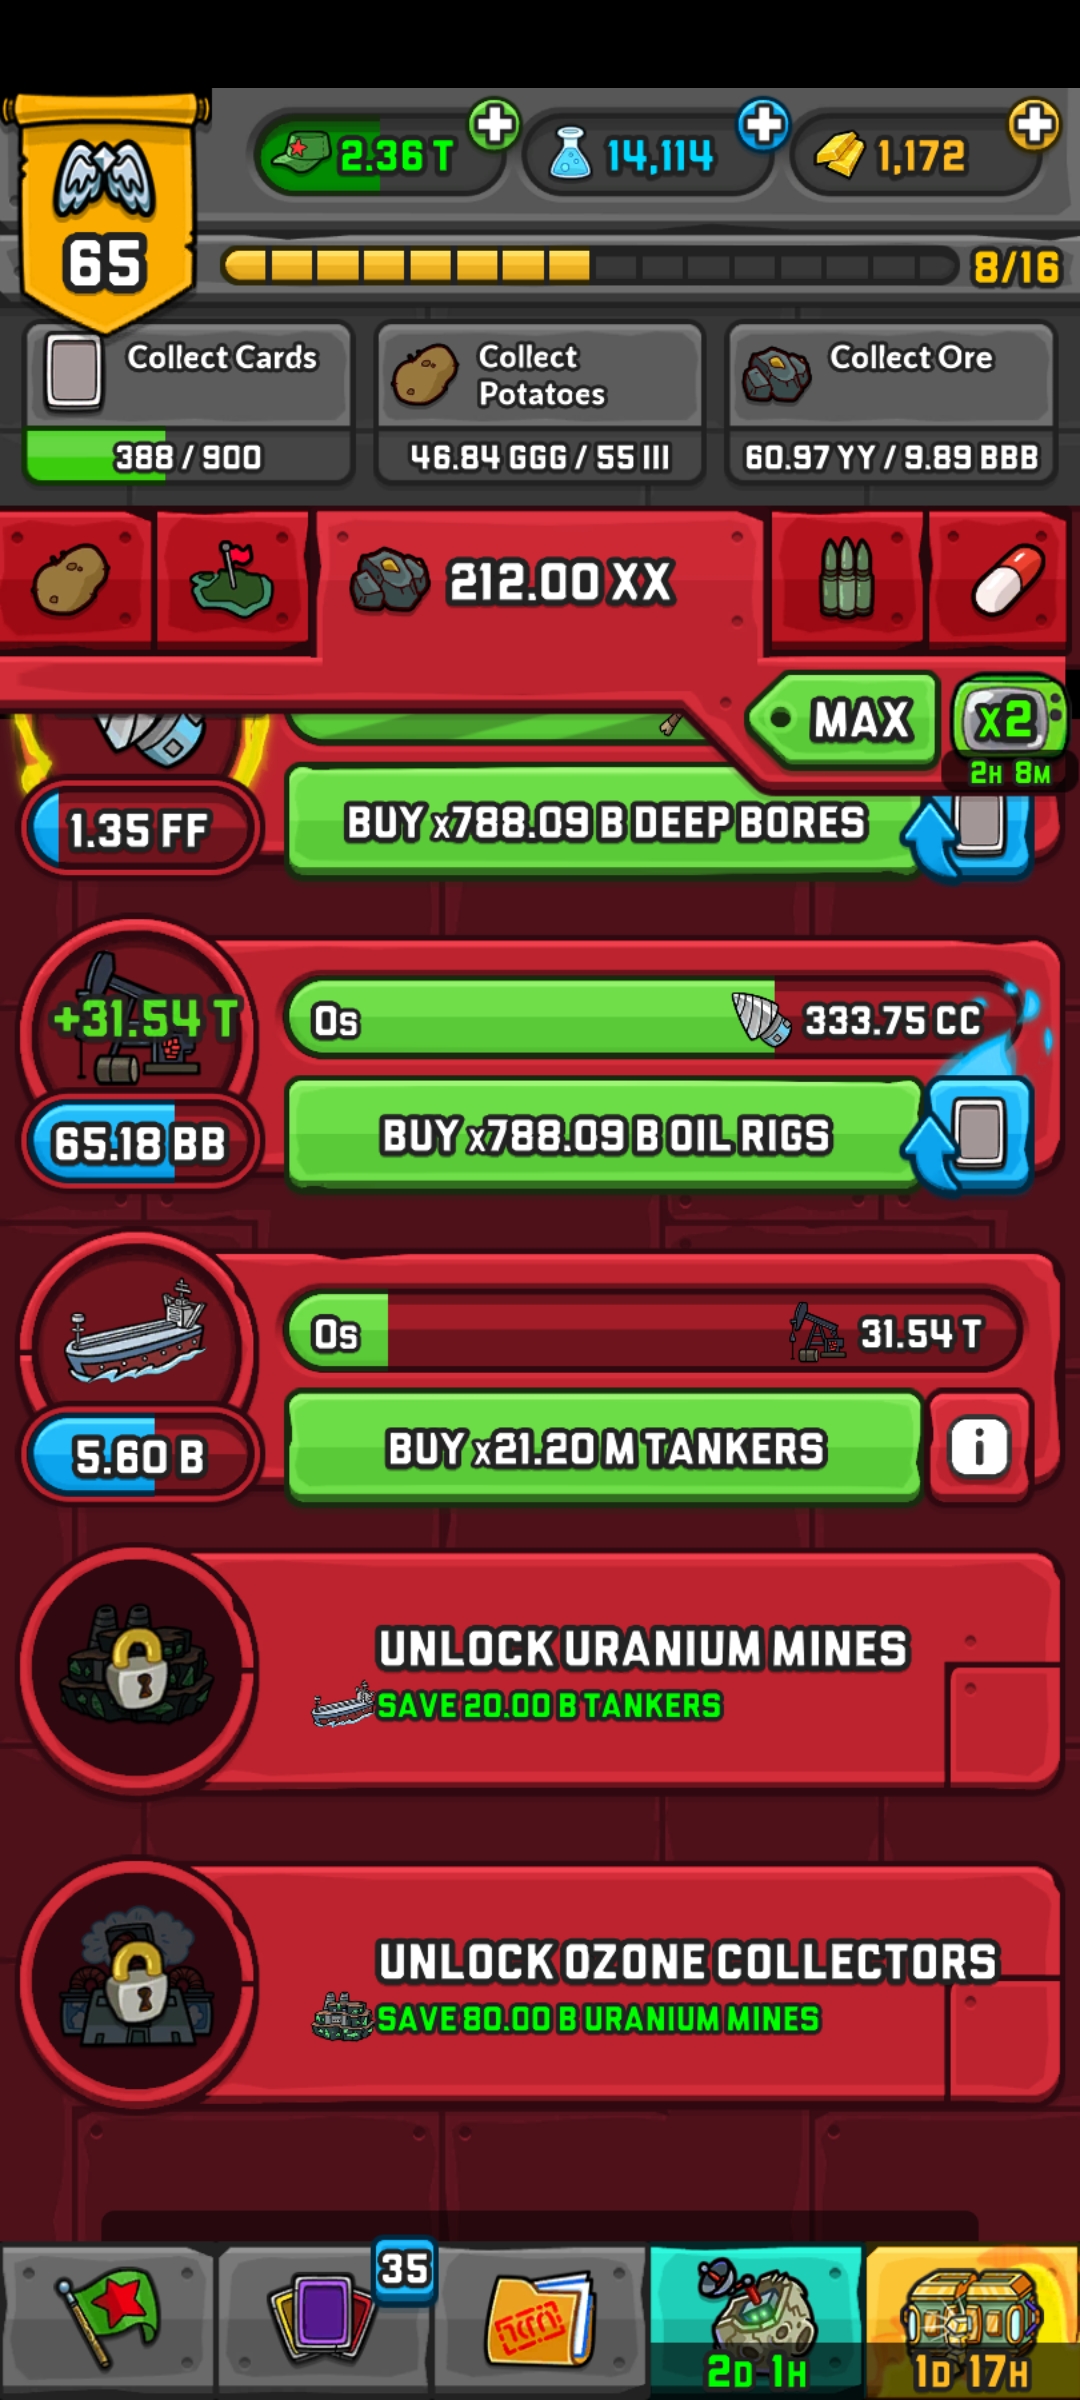 2.36 T
14,114
1,172
65
8/16
Collect Cards
388 / 900
Collect
Potatoes
46.84 GGG / 55 III
Collect Ore
60.97 YY / 9.89 BBB
212.00 XX
MAX
x2
2H 8M
1.35 FF
BUY x788.09 B DEEP BORES
+31.54 T
0s
333.75 CC
65.18 BB
BUY x788.09 B OIL RIGS
0s
31.54 T
5.60 B
BUY x21.20 M TANKERS
i
UNLOCK URANIUM MINES
SAVE 20.00 B TANKERS
UNLOCK OZONE COLLECTORS
SAVE 80.00 B URANIUM MINES
35
2D 1H
1D 17H